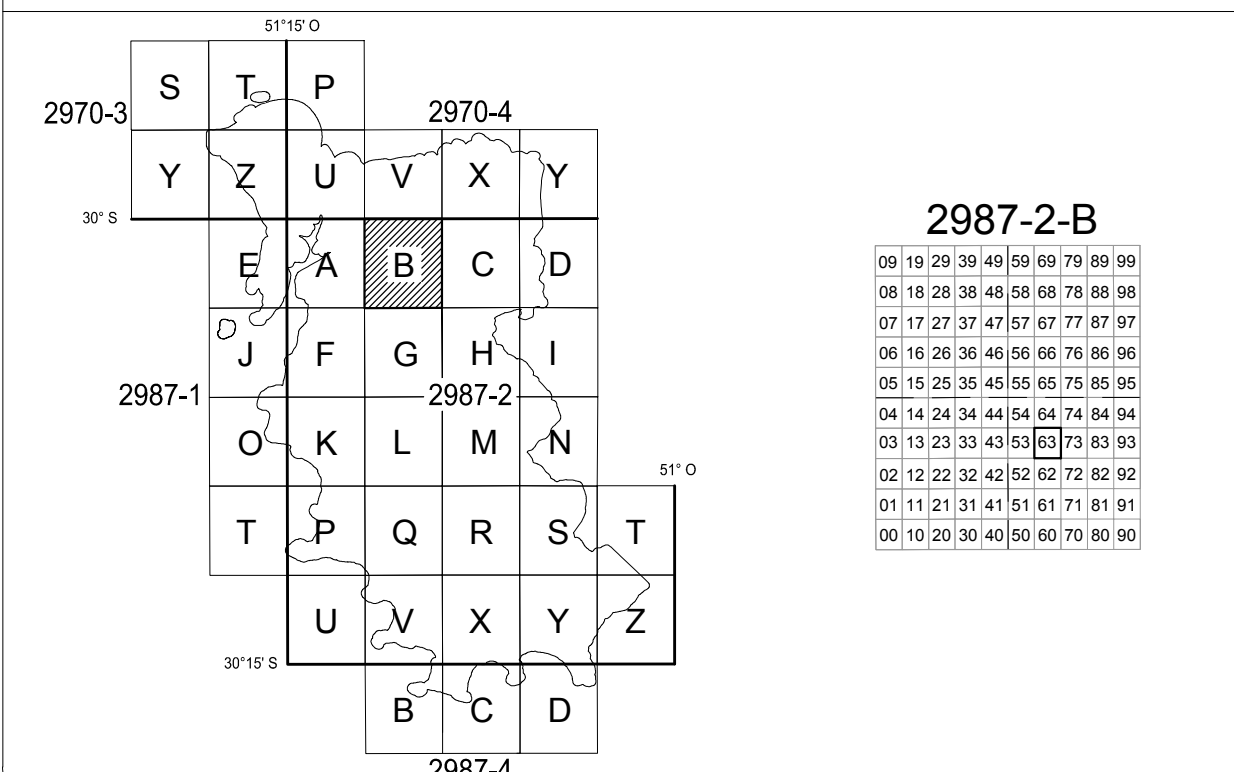 51°15' O
S T P
2970-3 2970-4
Y Z U V X Y
30° S
E A B C D
J F G H I
2987-1 2987-2
O K L M N
51° O
T P Q R S T
U V X Y Z
30°15' S
B C D
2987-4
2987-2-B
09 19 29 39 49 59 69 79 89 99
08 18 28 38 48 58 68 78 88 98
07 17 27 37 47 57 67 77 87 97
06 16 26 36 46 56 66 76 86 96
05 15 25 35 45 55 65 75 85 95
04 14 24 34 44 54 64 74 84 94
03 13 23 33 43 53 63 73 83 93
02 12 22 32 42 52 62 72 82 92
01 11 21 31 41 51 61 71 81 91
00 10 20 30 40 50 60 70 80 90